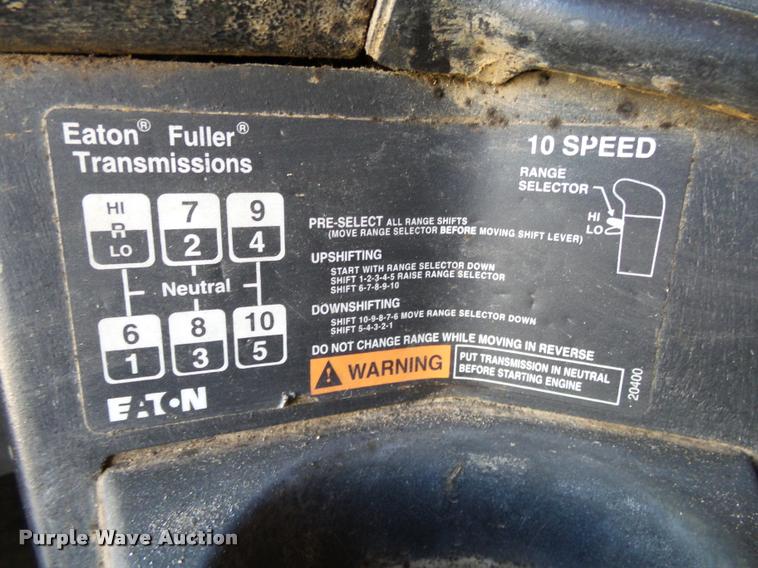 Eaton® Fuller®
Transmissions
10 SPEED
RANGE
SELECTOR
HI
LO
HI
R
LO
7
2
9
4
Neutral
6
1
8
3
10
5
EATON
PRE-SELECT ALL RANGE SHIFTS
(MOVE RANGE SELECTOR BEFORE MOVING SHIFT LEVER)
UPSHIFTING
START WITH RANGE SELECTOR DOWN
SHIFT 1-2-3-4-5 RAISE RANGE SELECTOR
SHIFT 6-7-8-9-10
DOWNSHIFTING
SHIFT 10-9-8-7-6 MOVE RANGE SELECTOR DOWN
SHIFT 5-4-3-2-1
DO NOT CHANGE RANGE WHILE MOVING IN REVERSE
WARNING
PUT TRANSMISSION IN NEUTRAL
BEFORE STARTING ENGINE
20400
Purple Wave Auction